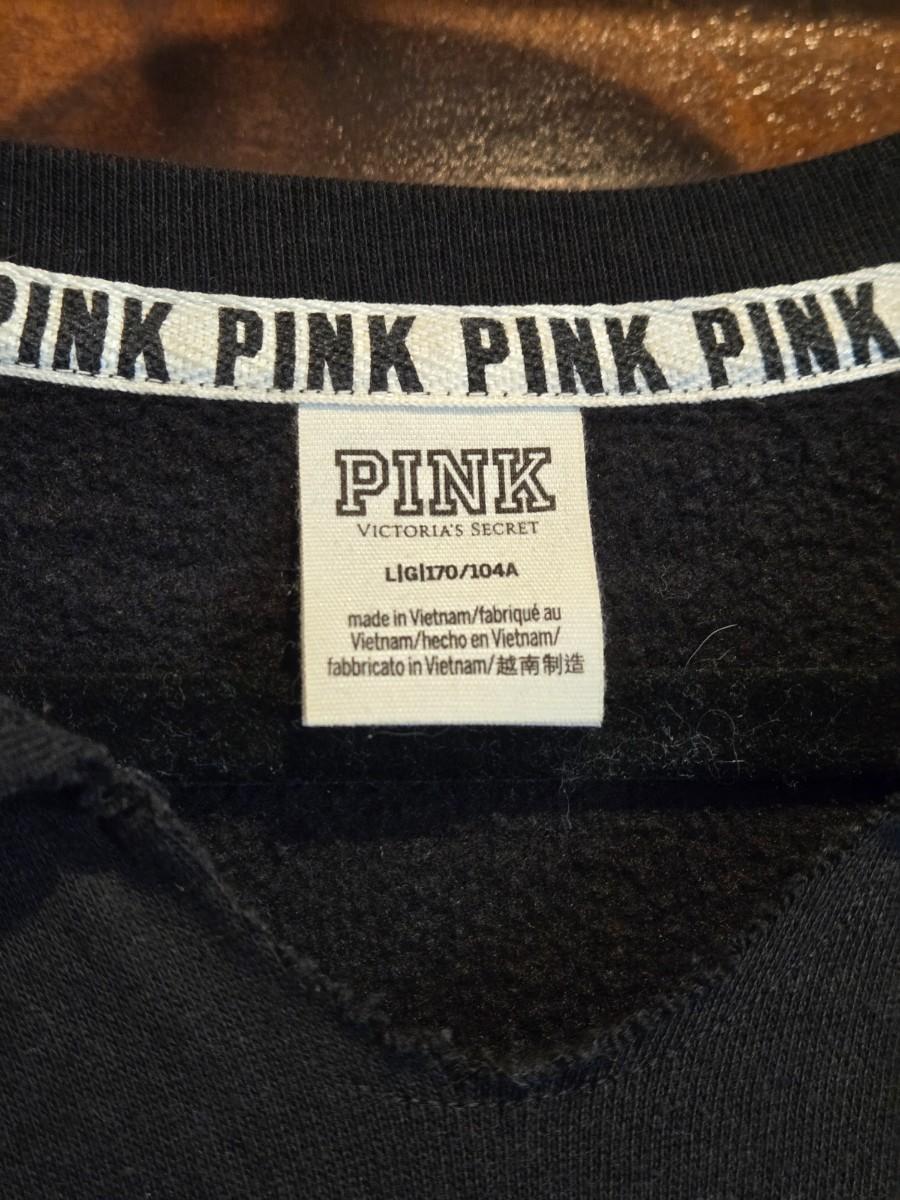 PINK PINK PINK PINK
PINK
VICTORIA'S SECRET
L|G|170/104A
made in Vietnam/fabriqué au
Vietnam/hecho en Vietnam/
fabbricato in Vietnam/越南制造